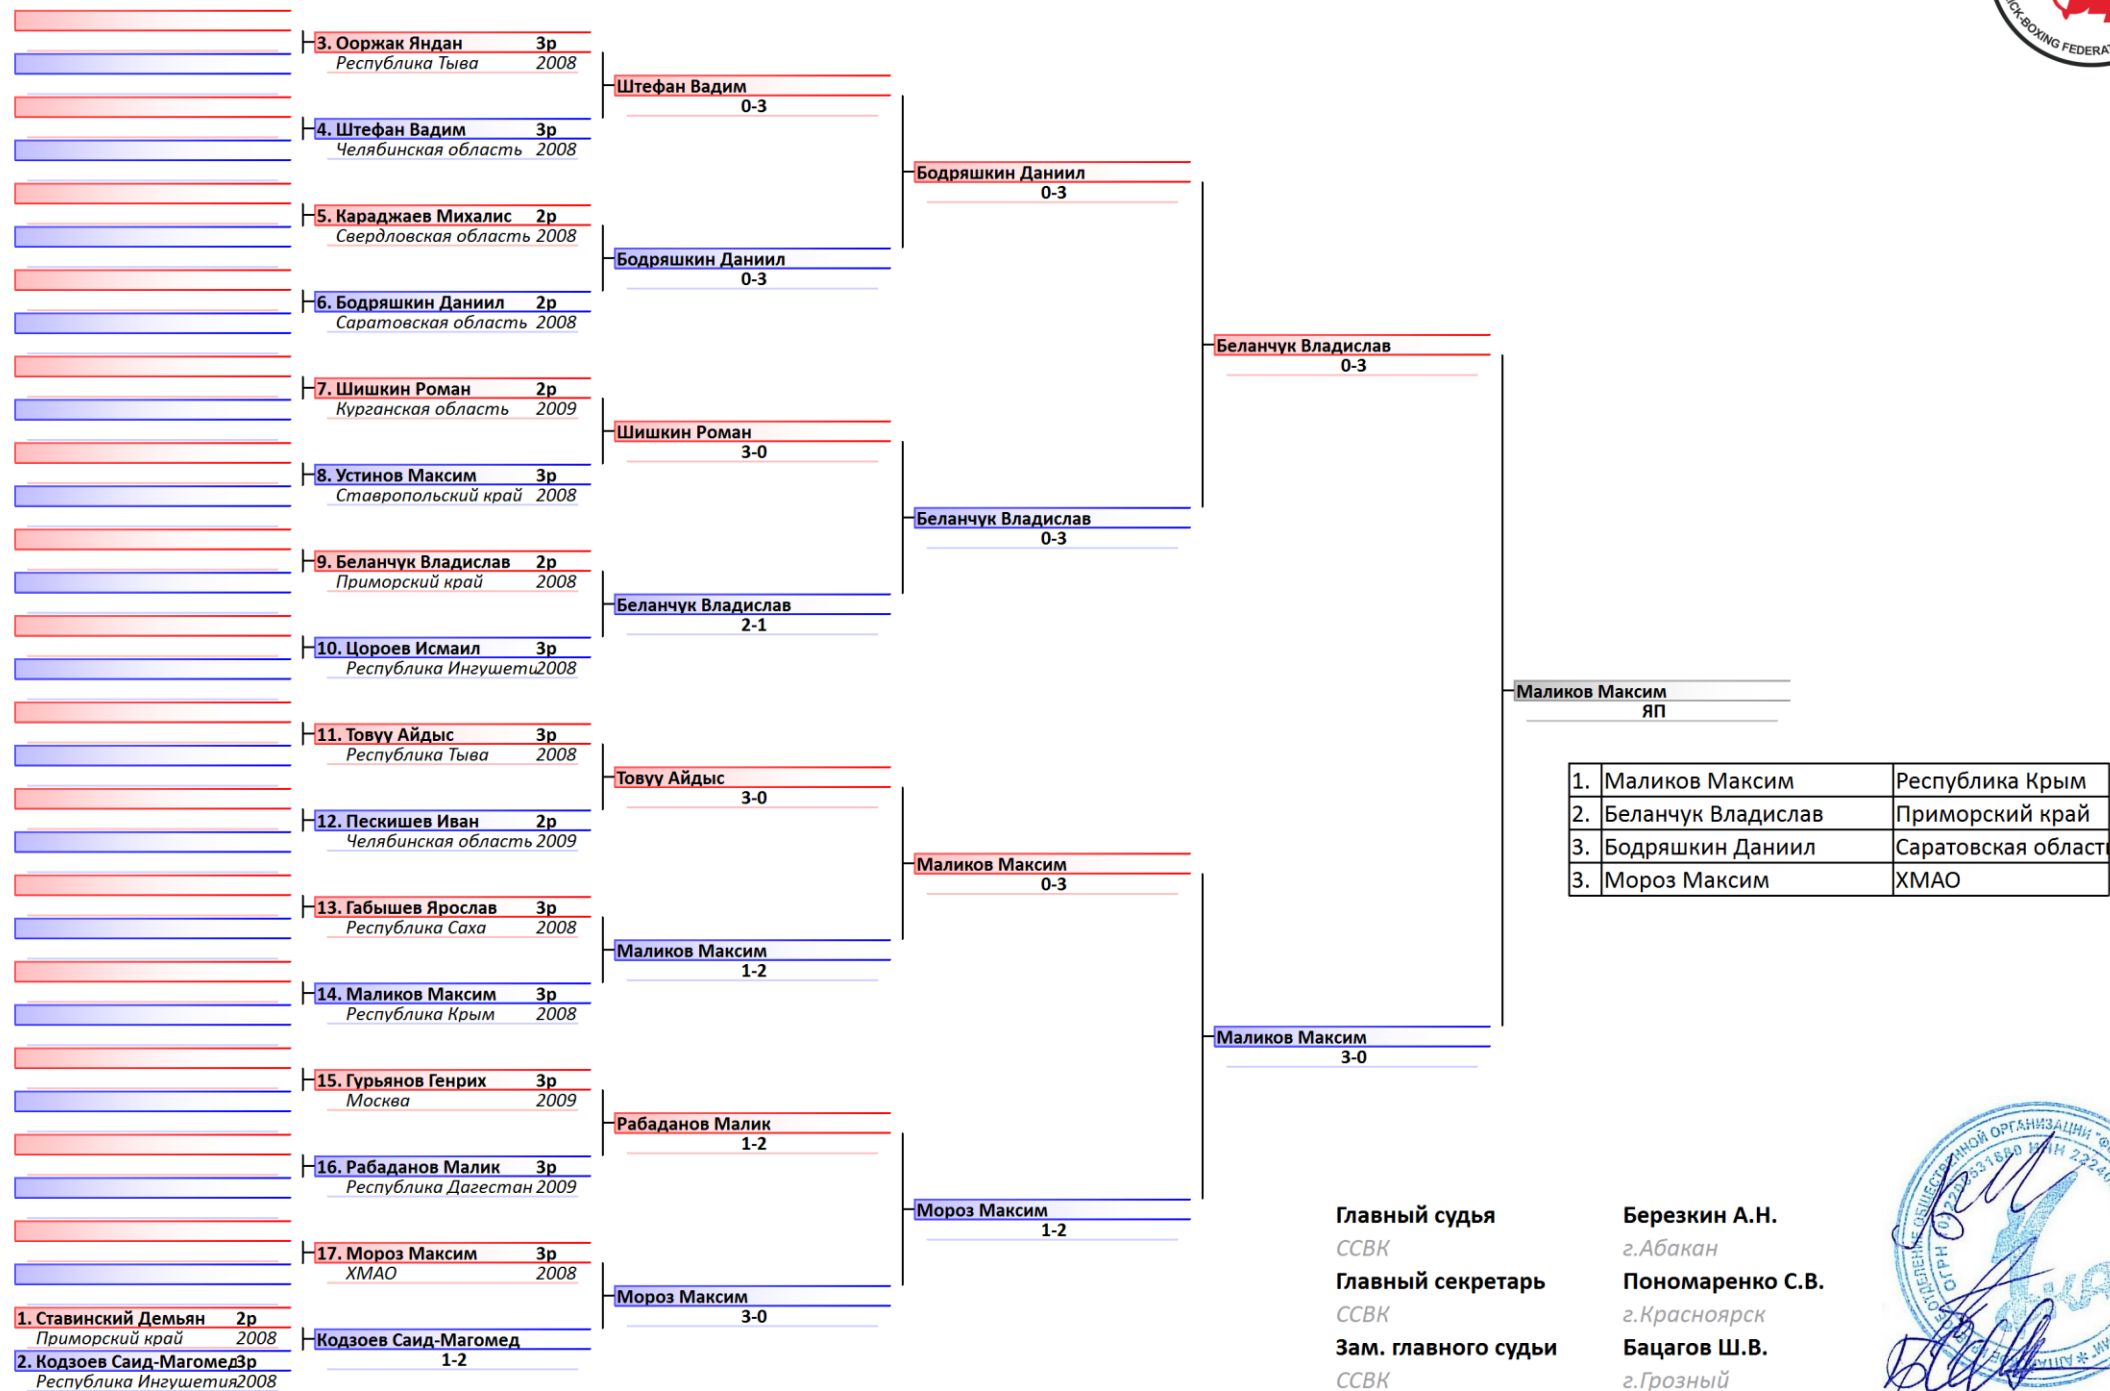 CK-BOXING FEDERAT
3. Ооржак Яндан 3р
Республика Тыва 2008
4. Штефан Вадим 3р
Челябинская область 2008
5. Караджаев Михалис 2р
Свердловская область 2008
6. Бодряшкин Даниил 2р
Саратовская область 2008
7. Шишкин Роман 2р
Курганская область 2009
8. Устинов Максим 3р
Ставропольский край 2008
9. Беланчук Владислав 2р
Приморский край 2008
10. Цороев Исмаил 3р
Республика Ингушети 2008
11. Товуу Айдыс 3р
Республика Тыва 2008
12. Пескишев Иван 2р
Челябинская область 2009
13. Габышев Ярослав 3р
Республика Саха 2008
14. Маликов Максим 3р
Республика Крым 2008
15. Гурьянов Генрих 3р
Москва 2009
16. Рабаданов Малик 3р
Республика Дагестан 2009
17. Мороз Максим 3р
ХМАО 2008
1. Ставинский Демьян 2р
Приморский край 2008
2. Кодзоев Саид-Магомед 3р
Республика Ингушетия 2008
Кодзоев Саид-Магомед
1-2
Штефан Вадим
0-3
Бодряшкин Даниил
0-3
Шишкин Роман
3-0
Беланчук Владислав
2-1
Товуу Айдыс
3-0
Маликов Максим
1-2
Рабаданов Малик
1-2
Мороз Максим
3-0
Бодряшкин Даниил
0-3
Беланчук Владислав
0-3
Маликов Максим
0-3
Мороз Максим
1-2
Беланчук Владислав
0-3
Маликов Максим
3-0
Маликов Максим
ЯП
1. Маликов Максим Республика Крым
2. Беланчук Владислав Приморский край
3. Бодряшкин Даниил Саратовская област
3. Мороз Максим ХМАО
Главный судья Березкин А.Н.
ССВК г.Абакан
Главный секретарь Пономаренко С.В.
ССВК г.Красноярск
Зам. главного судьи Бацагов Ш.В.
ССВК г.Грозный
ОТДЕЛЕНИЕ ОБЩЕСТВЕННОЙ ОРГАНИЗАЦИИ
ОГРН ИНН